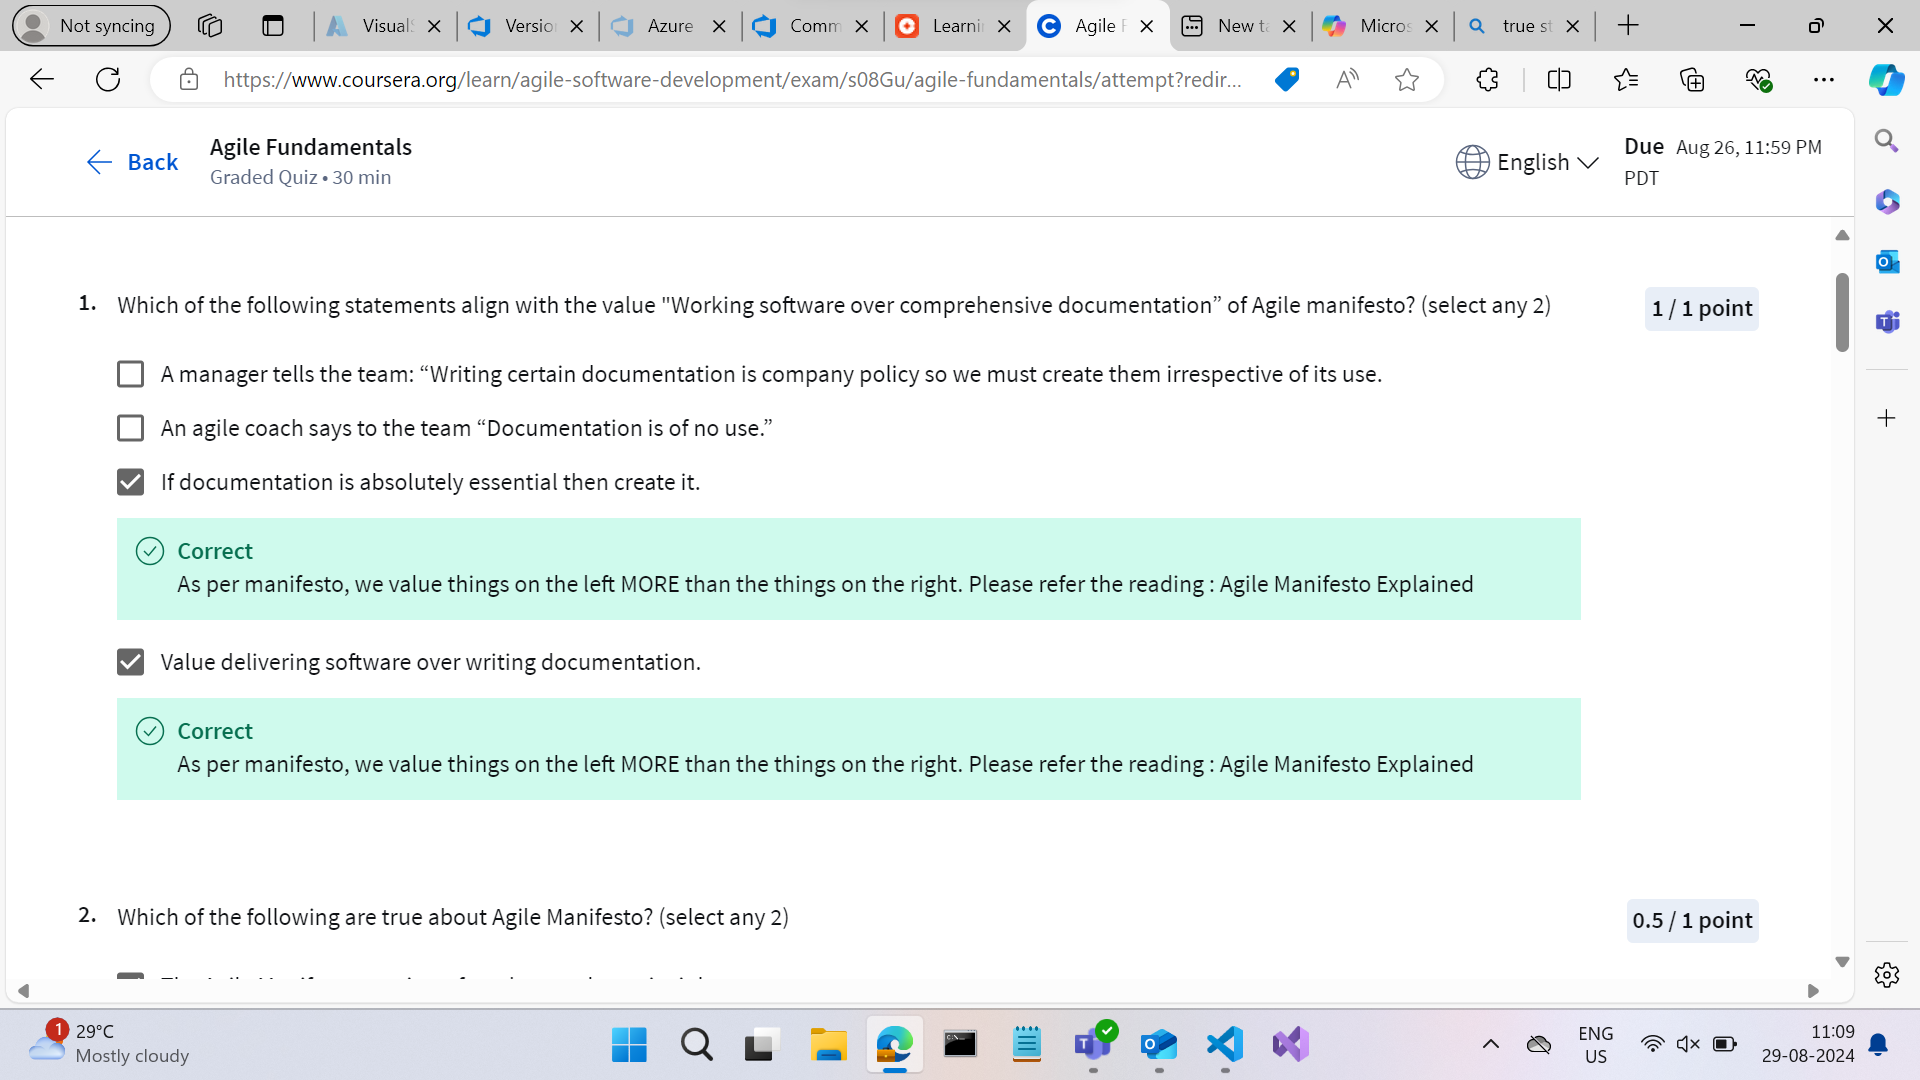 Not syncing
Visual
Versio
Azure
Comm
Learni
Agile F
New ta
Micros
true st
https://www.coursera.org/learn/agile-software-development/exam/s08Gu/agile-fundamentals/attempt?redir...
Back
Agile Fundamentals
Graded Quiz • 30 min
English
Due Aug 26, 11:59 PM
PDT
1. Which of the following statements align with the value "Working software over comprehensive documentation” of Agile manifesto? (select any 2)
1 / 1 point
A manager tells the team: “Writing certain documentation is company policy so we must create them irrespective of its use.
An agile coach says to the team “Documentation is of no use.”
If documentation is absolutely essential then create it.
Correct
As per manifesto, we value things on the left MORE than the things on the right. Please refer the reading : Agile Manifesto Explained
Value delivering software over writing documentation.
Correct
As per manifesto, we value things on the left MORE than the things on the right. Please refer the reading : Agile Manifesto Explained
2. Which of the following are true about Agile Manifesto? (select any 2)
0.5 / 1 point
1
29°C
Mostly cloudy
ENG
US
11:09
29-08-2024